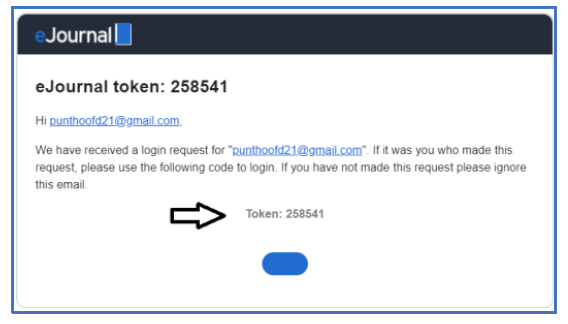 eJournal
eJournal token: 258541
Hi punthoofd21@gmail.com,
We have received a login request for "punthoofd21@gmail.com". If it was you who made this
request, please use the following code to login. If you have not made this request please ignore
this email.
Token: 258541